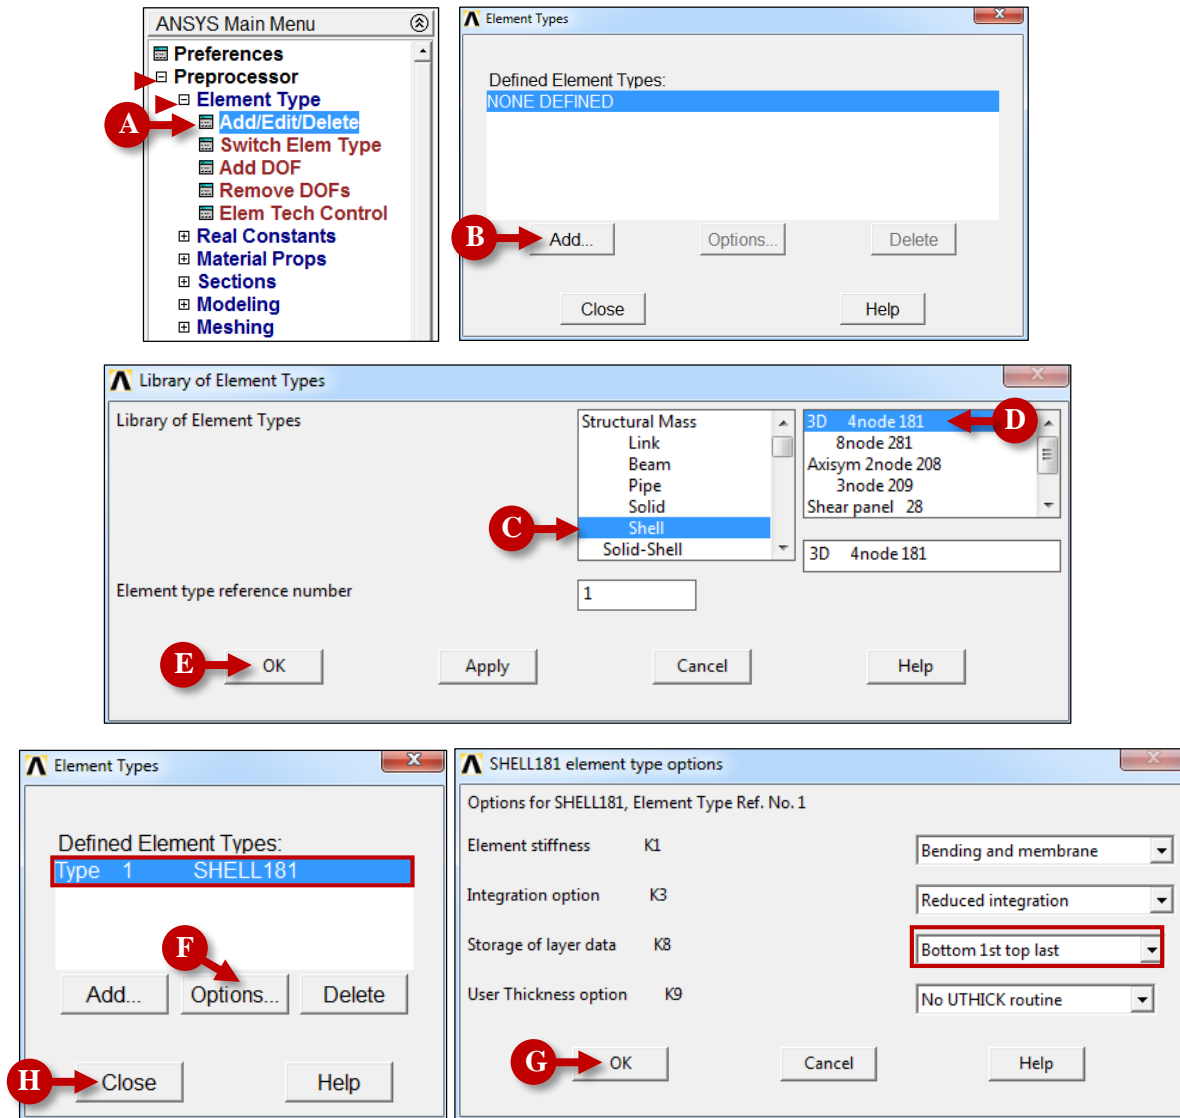 ANSYS Main Menu
Preferences
Preprocessor
Element Type
A
Add/Edit/Delete
Switch Elem Type
Add DOF
Remove DOFs
Elem Tech Control
Real Constants
Material Props
Sections
Modeling
Meshing
Element Types
Defined Element Types:
NONE DEFINED
B
Add... Options... Delete
Close Help
Library of Element Types
Library of Element Types
Structural Mass
Link
Beam
Pipe
Solid
C
Shell
Solid-Shell
3D 4node 181
D
8node 281
Axisym 2node 208
3node 209
Shear panel 28
3D 4node 181
Element type reference number
1
E
OK Apply Cancel Help
Element Types
Defined Element Types:
Type 1 SHELL181
F
Add... Options... Delete
H
Close Help
SHELL181 element type options
Options for SHELL181, Element Type Ref. No. 1
Element stiffness K1 Bending and membrane
Integration option K3 Reduced integration
Storage of layer data K8 Bottom 1st top last
User Thickness option K9 No UTHICK routine
G
OK Cancel Help